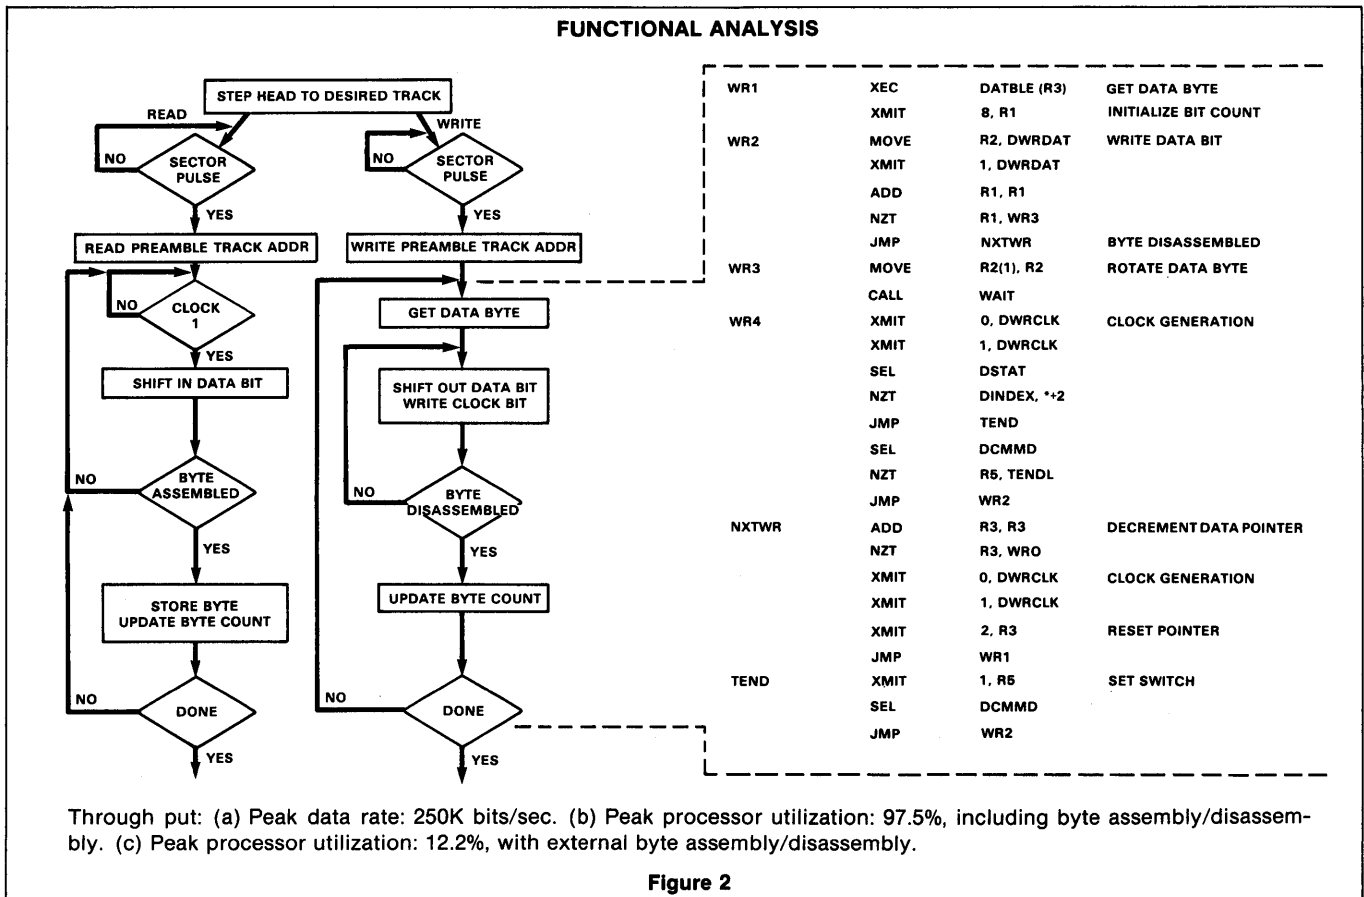 FUNCTIONAL ANALYSIS
STEP HEAD TO DESIRED TRACK
READ
WRITE
NO
SECTOR
PULSE
YES
NO
SECTOR
PULSE
YES
READ PREAMBLE TRACK ADDR
WRITE PREAMBLE TRACK ADDR
NO
CLOCK
1
YES
GET DATA BYTE
SHIFT IN DATA BIT
SHIFT OUT DATA BIT
WRITE CLOCK BIT
NO
BYTE
ASSEMBLED
YES
NO
BYTE
DISASSEMBLED
YES
STORE BYTE
UPDATE BYTE COUNT
UPDATE BYTE COUNT
NO
DONE
YES
NO
DONE
YES
WR1 XEC DATBLE (R3) GET DATA BYTE
XMIT 8, R1 INITIALIZE BIT COUNT
WR2 MOVE R2, DWRDAT WRITE DATA BIT
XMIT 1, DWRDAT
ADD R1, R1
NZT R1, WR3
JMP NXTWR BYTE DISASSEMBLED
WR3 MOVE R2(1), R2 ROTATE DATA BYTE
CALL WAIT
WR4 XMIT 0, DWRCLK CLOCK GENERATION
XMIT 1, DWRCLK
SEL DSTAT
NZT DINDEX, *+2
JMP TEND
SEL DCMMD
NZT R5, TENDL
JMP WR2
NXTWR ADD R3, R3 DECREMENT DATA POINTER
NZT R3, WRO
XMIT 0, DWRCLK CLOCK GENERATION
XMIT 1, DWRCLK
XMIT 2, R3 RESET POINTER
JMP WR1
TEND XMIT 1, R5 SET SWITCH
SEL DCMMD
JMP WR2
Through put: (a) Peak data rate: 250K bits/sec. (b) Peak processor utilization: 97.5%, including byte assembly/disassem-
bly. (c) Peak processor utilization: 12.2%, with external byte assembly/disassembly.
Figure 2